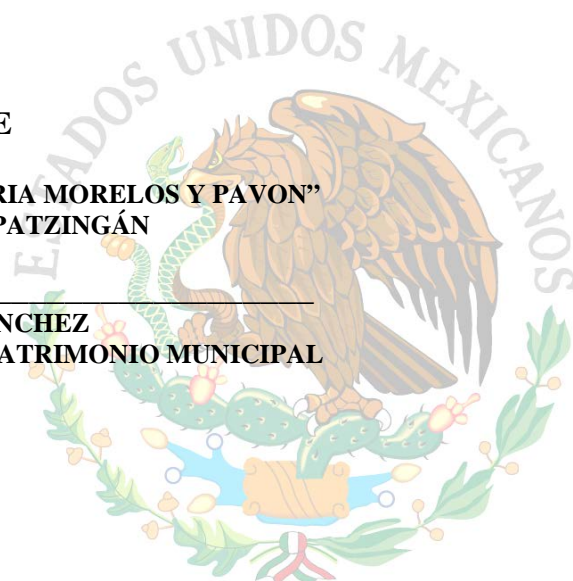 ESTADOS UNIDOS MEXICANOS
E
RIA MORELOS Y PAVON”
PATZINGÁN
NCHEZ
ATRIMONIO MUNICIPAL